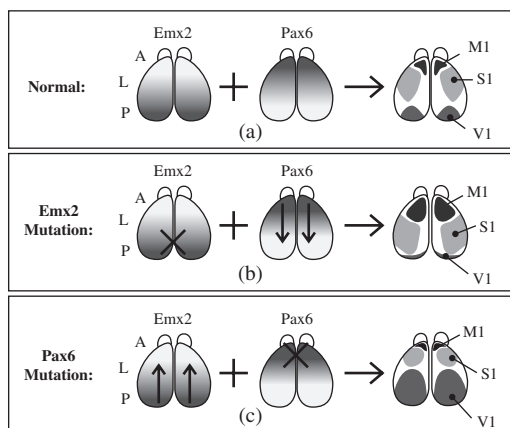 Emx2 Pax6
A
M1
L
S1
Normal:
P
V1
(a)
Emx2 Pax6
A
M1
Emx2
L
S1
Mutation:
P
V1
(b)
Emx2 Pax6
A
M1
Pax6
L
S1
Mutation:
P
V1
(c)